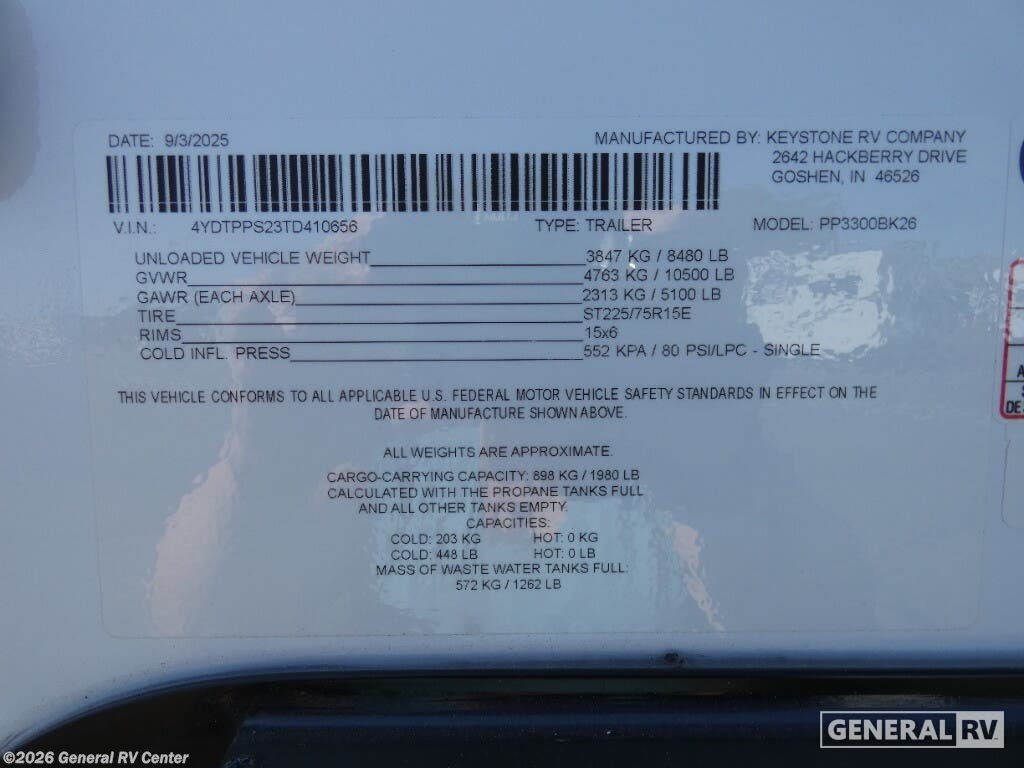 DATE: 9/3/2025
MANUFACTURED BY: KEYSTONE RV COMPANY
2642 HACKBERRY DRIVE
GOSHEN, IN 46526
V.I.N.: 4YDTPPS23TD410656 TYPE: TRAILER MODEL: PP3300BK26
UNLOADED VEHICLE WEIGHT 3847 KG / 8480 LB
GVWR 4763 KG / 10500 LB
GAWR (EACH AXLE) 2313 KG / 5100 LB
TIRE ST225/75R15E
RIMS 15x6
COLD INFL. PRESS 552 KPA / 80 PSI/LPC - SINGLE
THIS VEHICLE CONFORMS TO ALL APPLICABLE U.S. FEDERAL MOTOR VEHICLE SAFETY STANDARDS IN EFFECT ON THE
DATE OF MANUFACTURE SHOWN ABOVE.
ALL WEIGHTS ARE APPROXIMATE.
CARGO-CARRYING CAPACITY: 898 KG / 1980 LB
CALCULATED WITH THE PROPANE TANKS FULL
AND ALL OTHER TANKS EMPTY.
CAPACITIES:
COLD: 203 KG HOT: 0 KG
COLD: 448 LB HOT: 0 LB
MASS OF WASTE WATER TANKS FULL:
572 KG / 1262 LB
DE
GENERAL RV
©2026 General RV Center